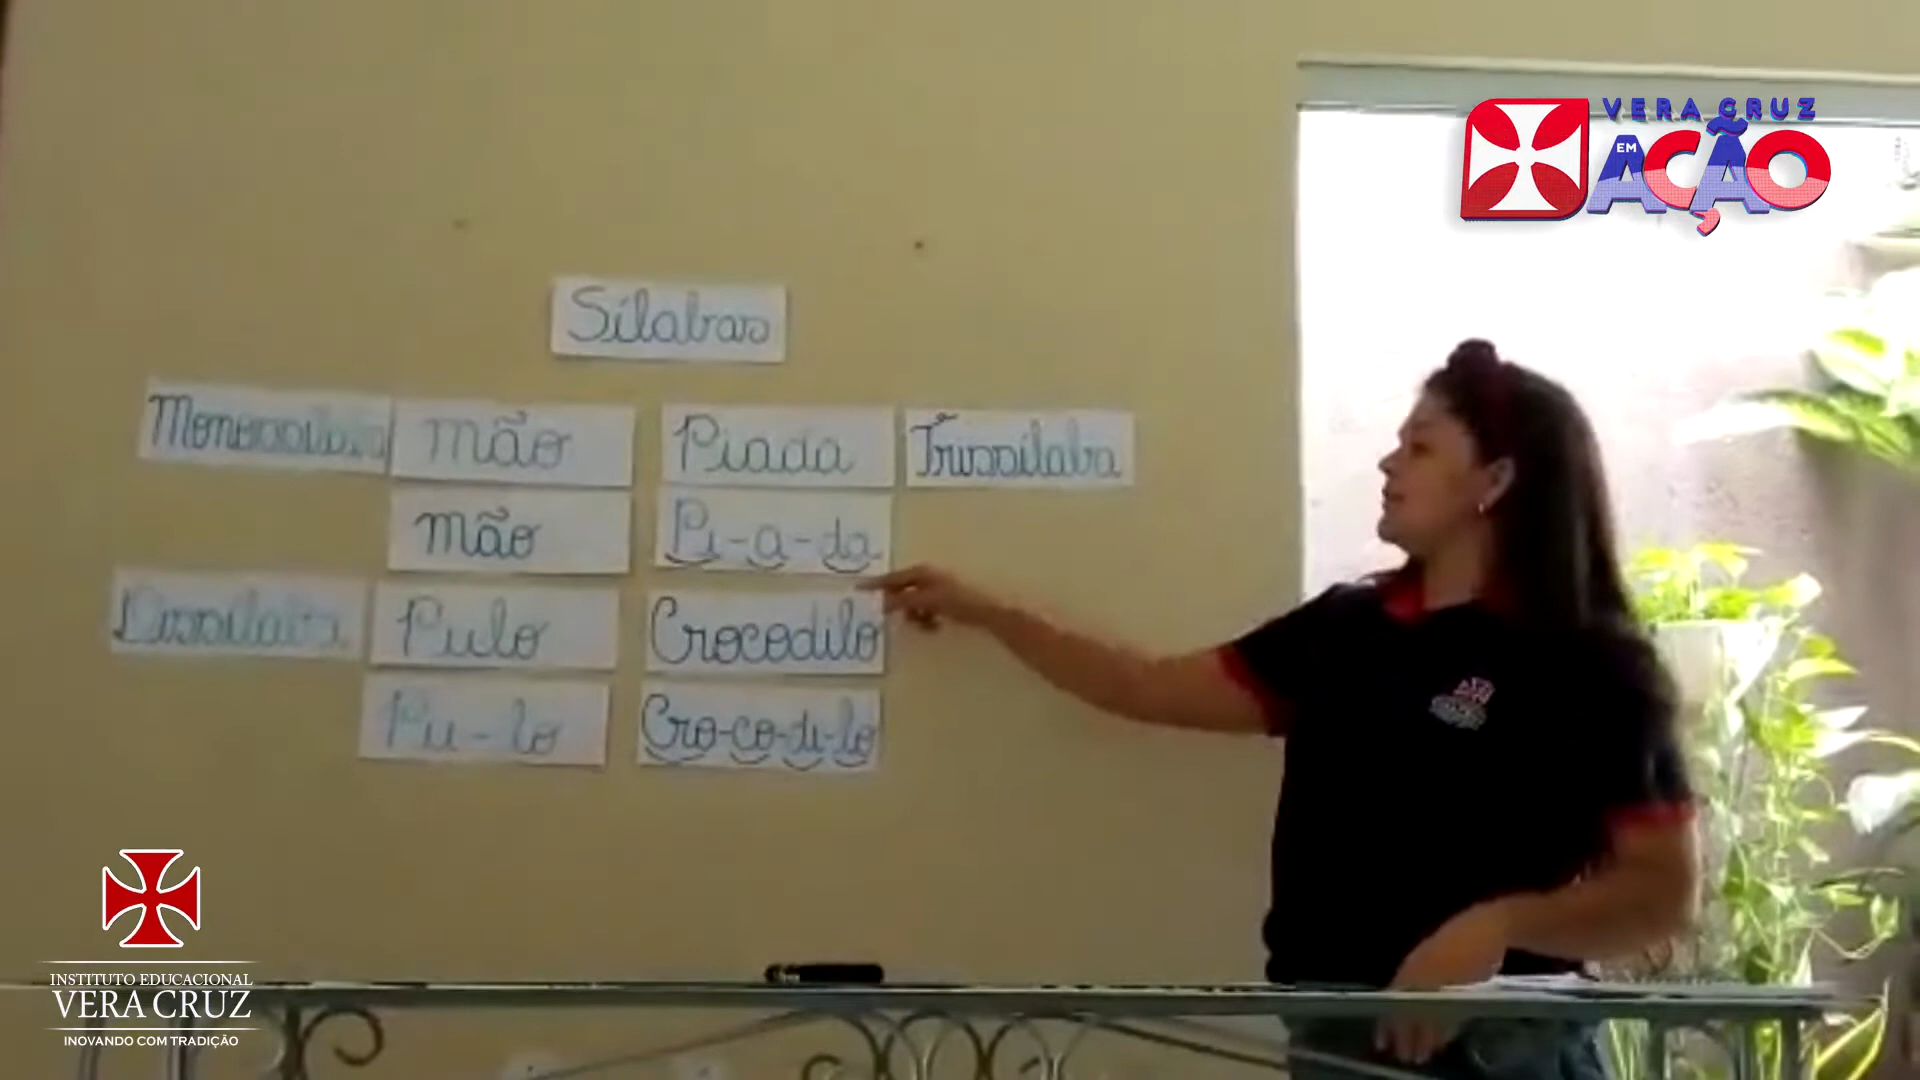 VERA CRUZ
EM
AÇÃO
Sílabas
Monossílaba mão Piada Trissílaba
mão Pi-a-da
Dissílaba Pulo Crocodilo
Pu-lo Cro-co-di-lo
INSTITUTO EDUCACIONAL
VERA CRUZ
INOVANDO COM TRADIÇÃO